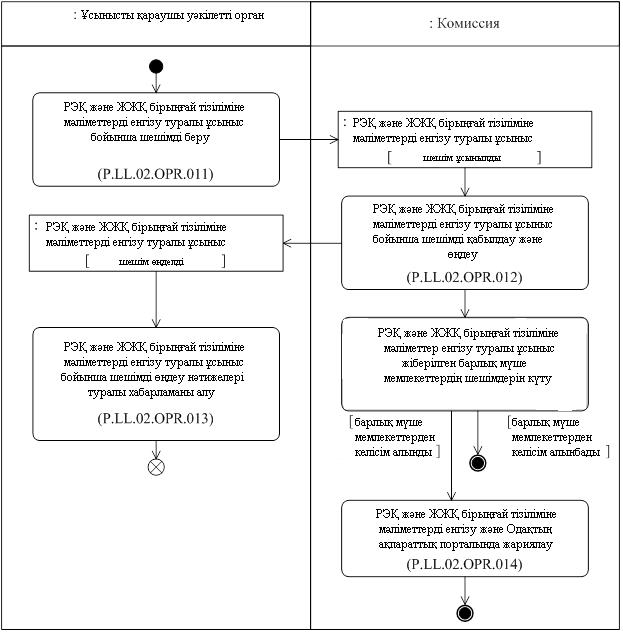 : Ұсынысты қараушы уәкілетті орган
: Комиссия
РЭҚ және ЖЖҚ бірыңғай тізіліміне
мәліметтерді енгізу туралы ұсыныс
бойынша шешімді беру
(P.LL.02.OPR.011)
: РЭҚ және ЖЖҚ бірыңғай тізіліміне
мәліметтерді енгізу туралы ұсыныс
[ шешім ұсынылды ]
РЭҚ және ЖЖҚ бірыңғай тізіліміне
мәліметтерді енгізу туралы ұсыныс
бойынша шешімді қабылдау және
өңдеу
(P.LL.02.OPR.012)
: РЭҚ және ЖЖҚ бірыңғай тізіліміне
мәліметтерді енгізу туралы ұсыныс
[ шешім өңделді ]
РЭҚ және ЖЖҚ бірыңғай тізіліміне
мәліметтерді енгізу туралы ұсыныс
бойынша шешімді өңдеу нәтижелері
туралы хабарламаны алу
(P.LL.02.OPR.013)
РЭҚ және ЖЖҚ бірыңғай тізіліміне
мәліметтер енгізу туралы ұсыныс
жіберілген барлық мүше
мемлекеттердің шешімдерін күту
[ барлық мүше
мемлекеттерден
келісім алынды ]
[ барлық мүше
мемлекеттерден
келісім алынбады ]
РЭҚ және ЖЖҚ бірыңғай тізіліміне
мәліметтерді енгізу және Одақтың
ақпараттық порталында жариялау
(P.LL.02.OPR.014)